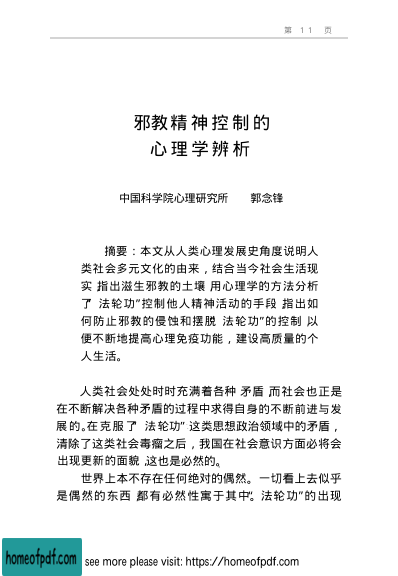 第 11 页
邪教精神控制的
心理学辨析
中国科学院心理研究所 郭念锋
摘要：本文从人类心理发展史角度说明人
类社会多元文化的由来，结合当今社会生活现
实 指出滋生邪教的土壤 用心理学的方法分析
了“法轮功”控制他人精神活动的手段 指出如
何防止邪教的侵蚀和摆脱“法轮功”的控制 以
便不断地提高心理免疫功能，建设高质量的个
人生活。
人类社会处处时时充满着各种矛盾，而社会也正是
在不断解决各种矛盾的过程中求得自身的不断前进与发
展的。在克服了“法轮功”这类思想政治领域中的矛盾，
清除了这类社会毒瘤之后，我国在社会意识方面必将会
出现更新的面貌，这也是必然的。
世界上本不存在任何绝对的偶然。一切看上去似乎
是偶然的东西，都有必然性寓于其中。“法轮功”的出现
homeofpdf.com see more please visit: https://homeofpdf.com